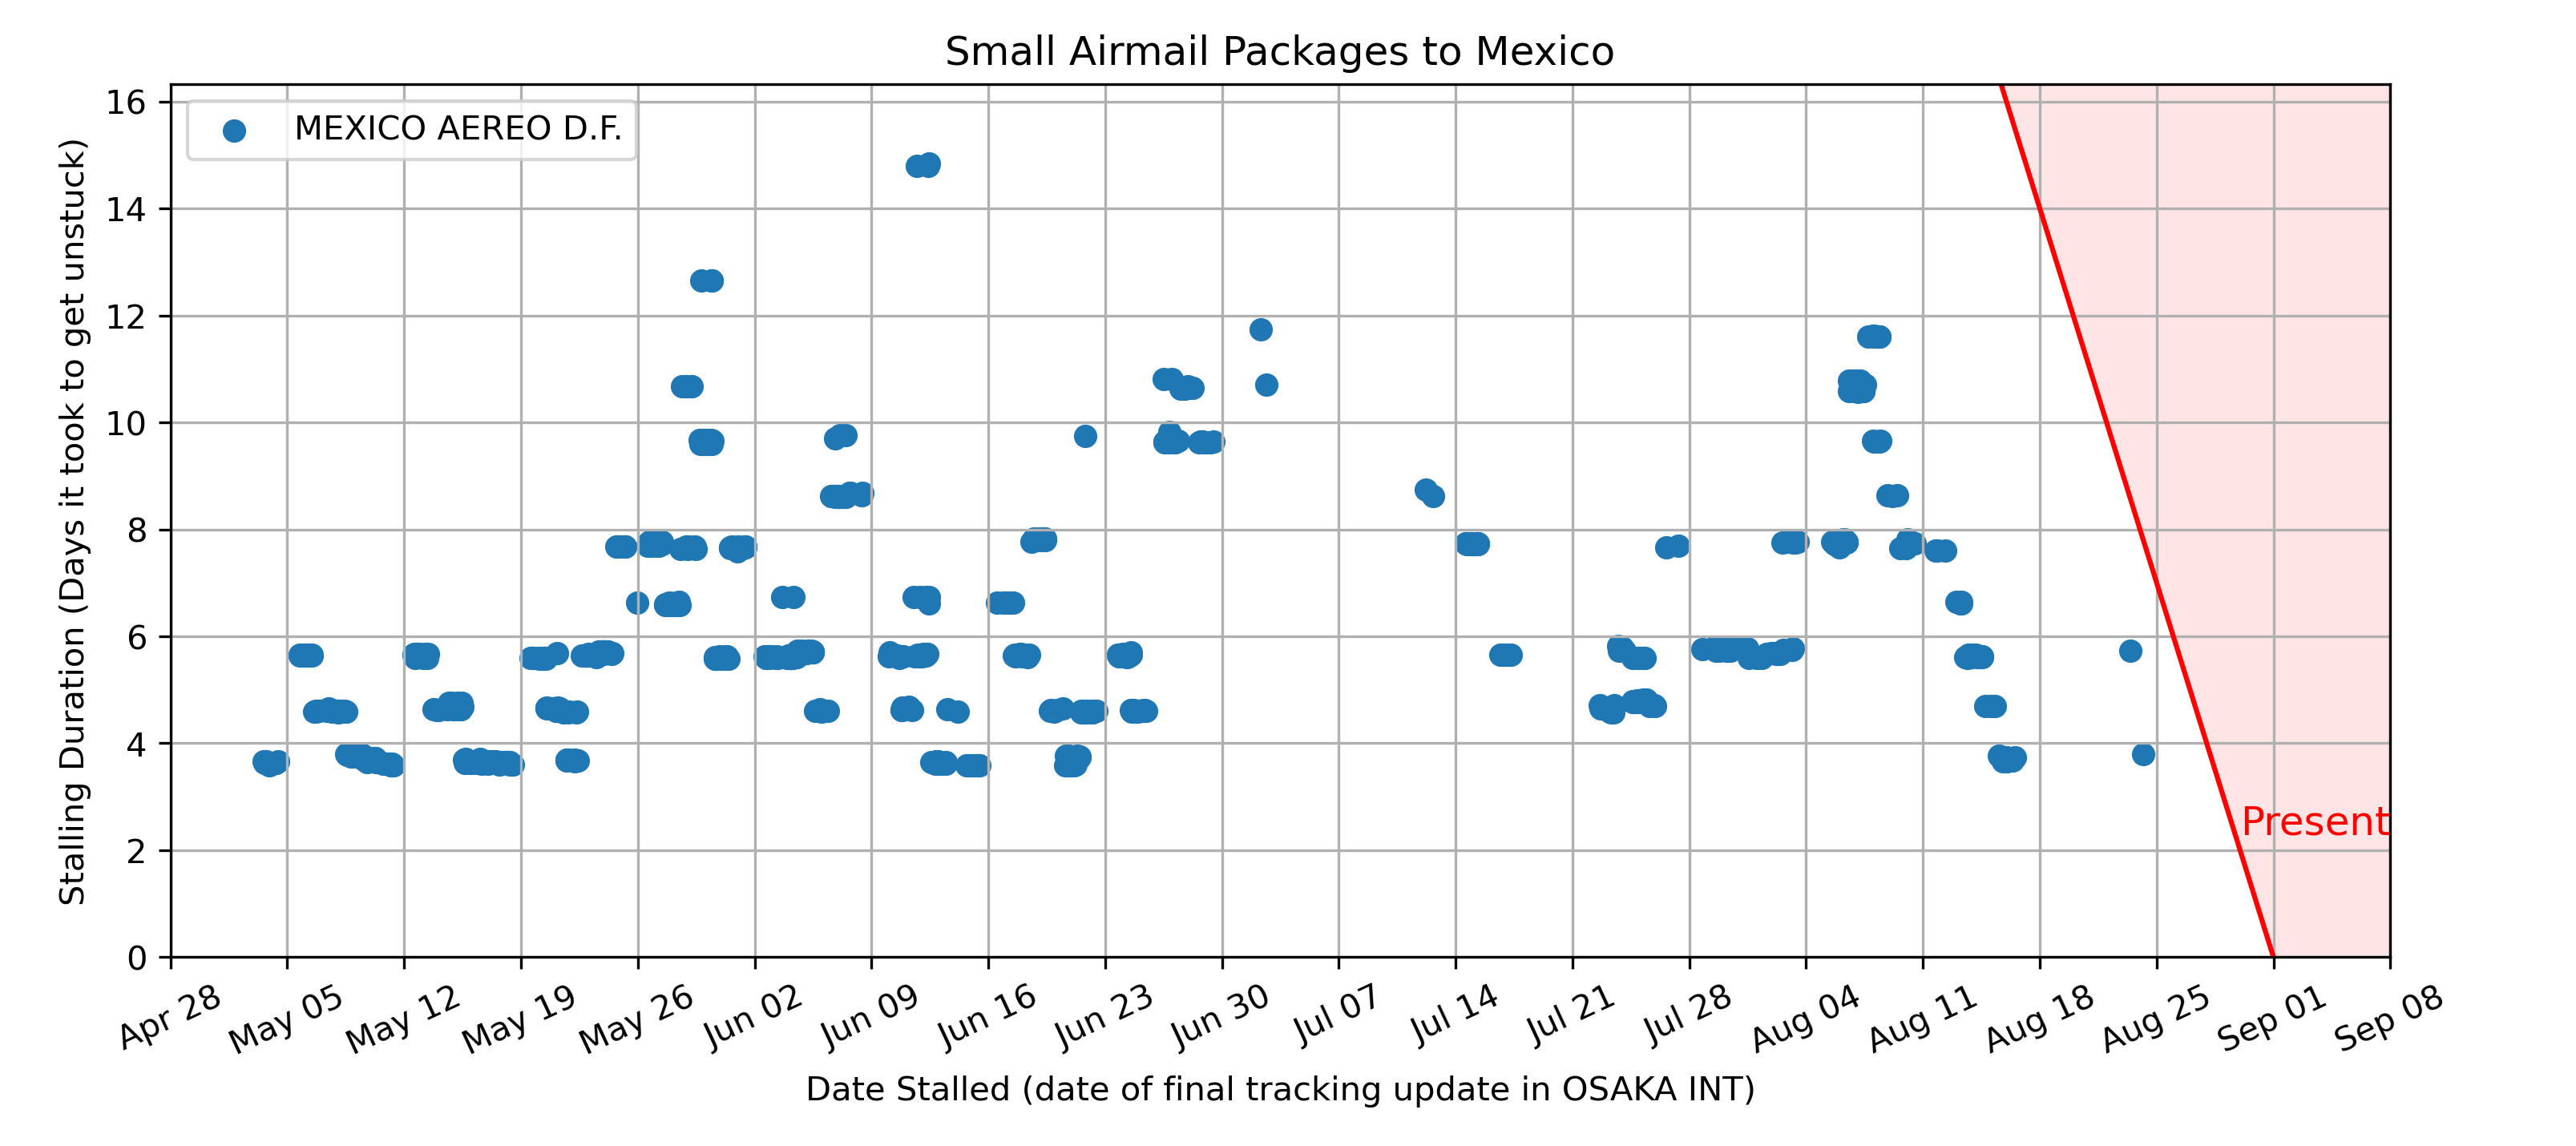 Small Airmail Packages to Mexico
MEXICO AEREO D.F.
Stalling Duration (Days it took to get unstuck)
16
14
12
10
8
6
4
2
0
Present
Apr 28
May 05
May 12
May 19
May 26
Jun 02
Jun 09
Jun 16
Jun 23
Jun 30
Jul 07
Jul 14
Jul 21
Jul 28
Aug 04
Aug 11
Aug 18
Aug 25
Sep 01
Sep 08
Date Stalled (date of final tracking update in OSAKA INT)